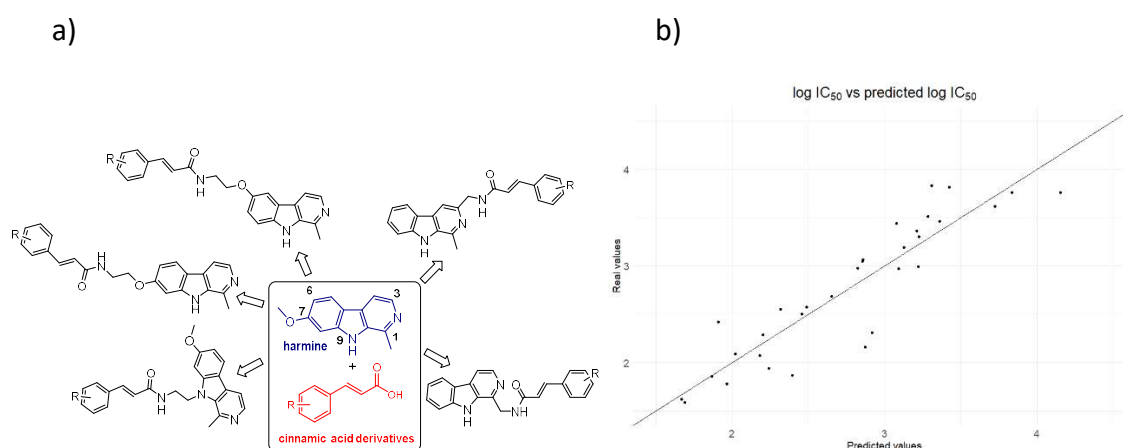 a)
b)
log IC50 vs predicted log IC50
R
O
N
H
O
N
N
H
O
N
H
R
N
N
H
4
R
O
N
H
O
N
N
H
6
3
7
O
N
9
N
H
1
harmine
+
O
OH
R
cinnamic acid derivatives
Real values
3
O
N
O
N
H
N
R
N
N
H
O
N
H
R
2
2
3
4
Predicted values